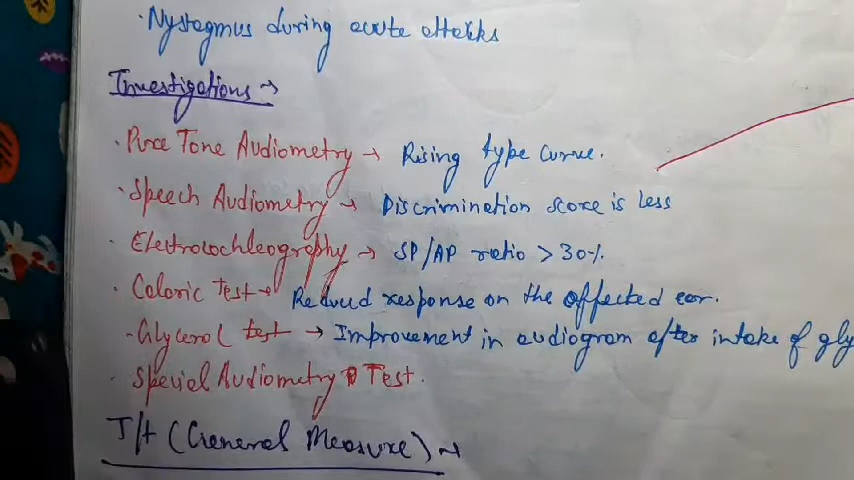 · Nystagmus during acute attacks
Investigations →
· Pure Tone Audiometry → Rising type curve.
· Speech Audiometry → Discrimination score is less
· Electrocochleography → SP/AP ratio > 30%.
· Caloric test → Reduced response on the affected ear.
- Glycerol test → Improvement in audiogram after intake of gly
· Special Audiometry Test.
T/t (General Measure) →